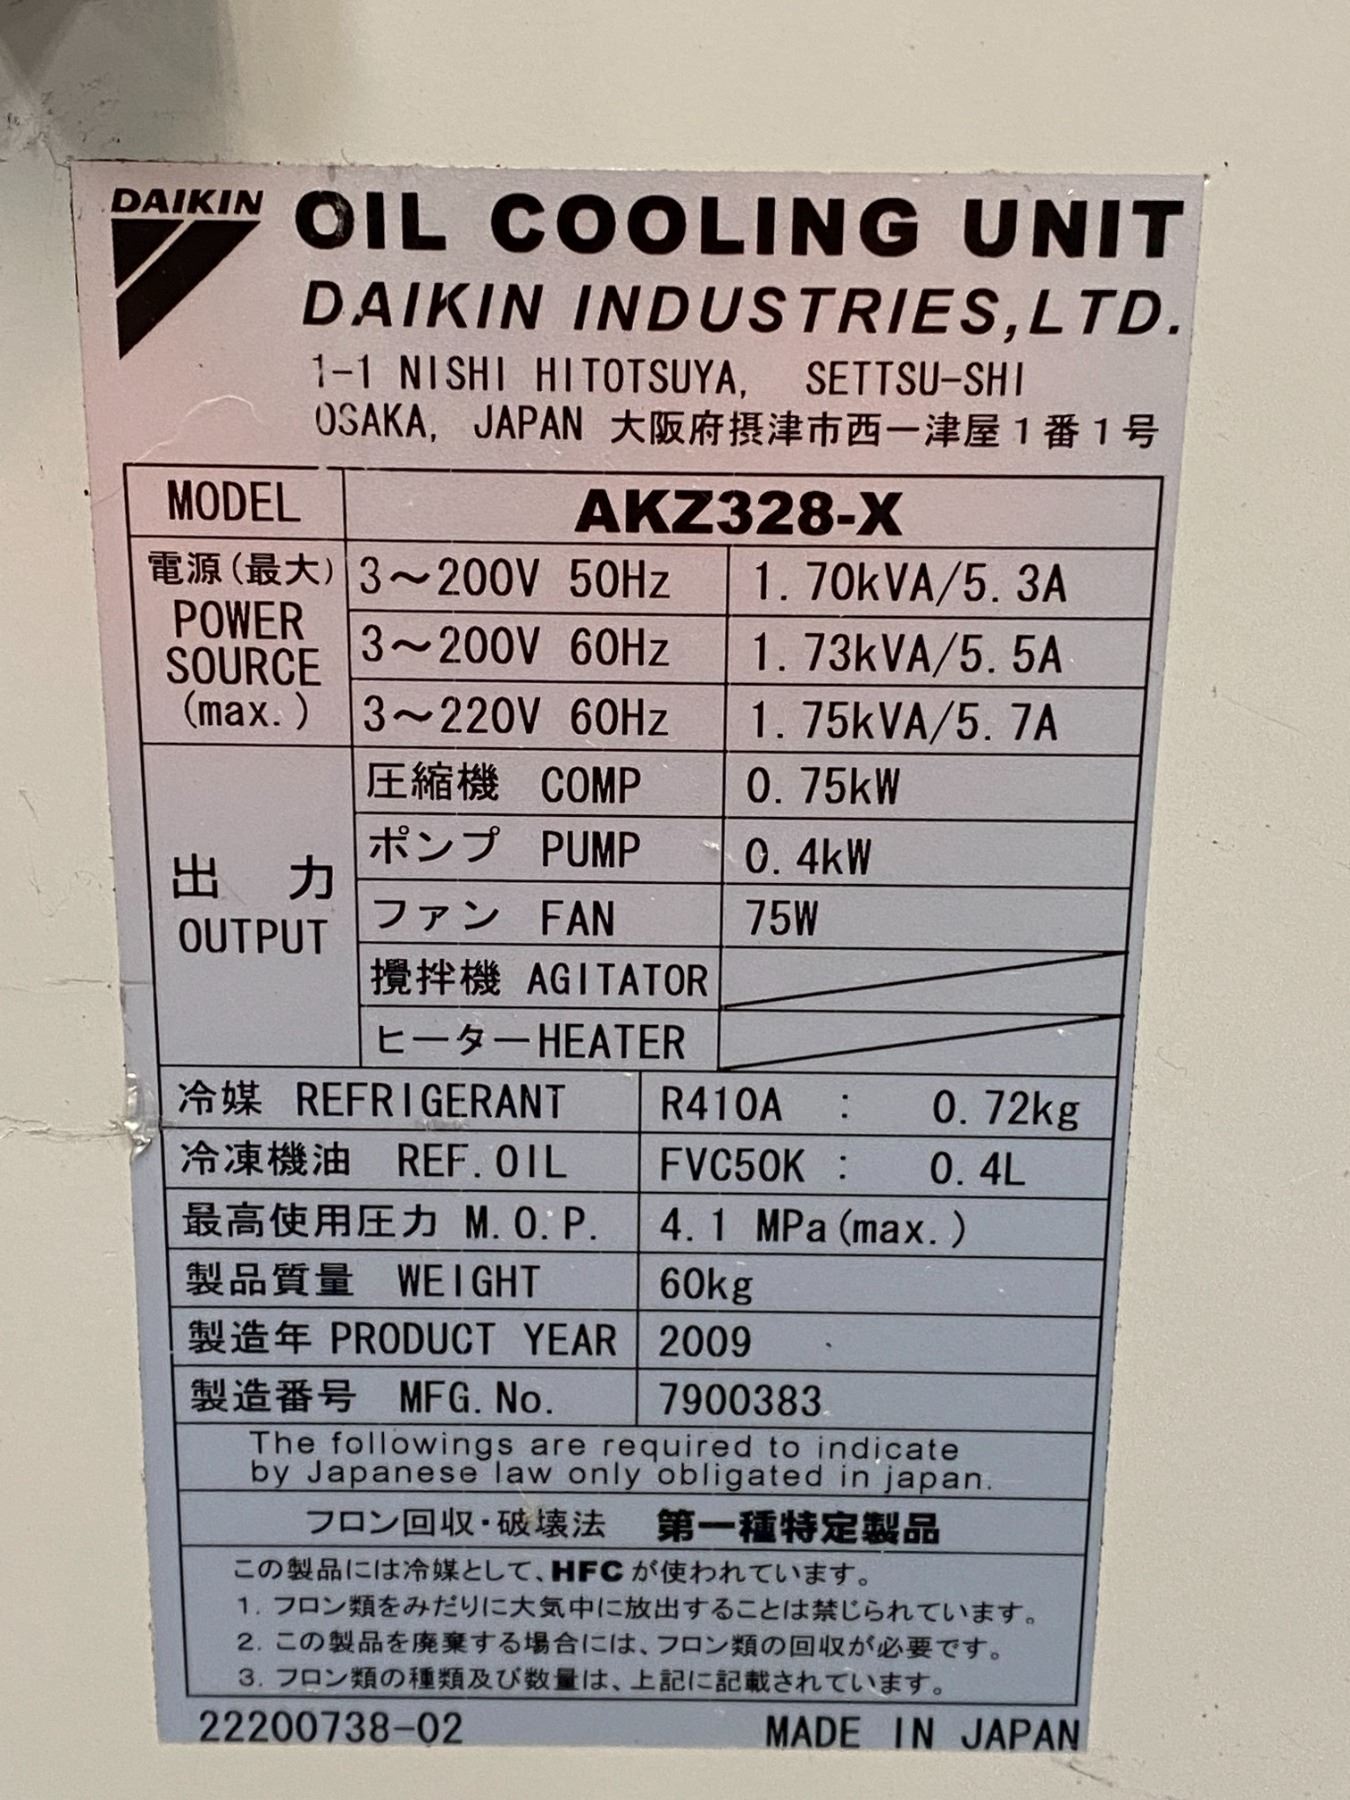 DAIKIN OIL COOLING UNIT
DAIKIN INDUSTRIES,LTD.
1-1 NISHI HITOTSUYA, SETTSU-SHI
OSAKA, JAPAN 大阪府摂津市西一津屋1番1号
MODEL AKZ328-X
電源(最大) POWER SOURCE (max.)
3～200V 50Hz 1.70kVA/5.3A
3～200V 60Hz 1.73kVA/5.5A
3～220V 60Hz 1.75kVA/5.7A
出力 OUTPUT
圧縮機 COMP 0.75kW
ポンプ PUMP 0.4kW
ファン FAN 75W
攪拌機 AGITATOR
ヒーター HEATER
冷媒 REFRIGERANT R410A : 0.72kg
冷凍機油 REF.OIL FVC50K : 0.4L
最高使用圧力 M.O.P. 4.1 MPa(max.)
製品質量 WEIGHT 60kg
製造年 PRODUCT YEAR 2009
製造番号 MFG.No. 7900383
The followings are required to indicate
by Japanese law only obligated in japan.
フロン回収・破壊法 第一種特定製品
この製品には冷媒として、HFCが使われています。
1. フロン類をみだりに大気中に放出することは禁じられています。
2. この製品を廃棄する場合には、フロン類の回収が必要です。
3. フロン類の種類及び数量は、上記に記載されています。
22200738-02 MADE IN JAPAN